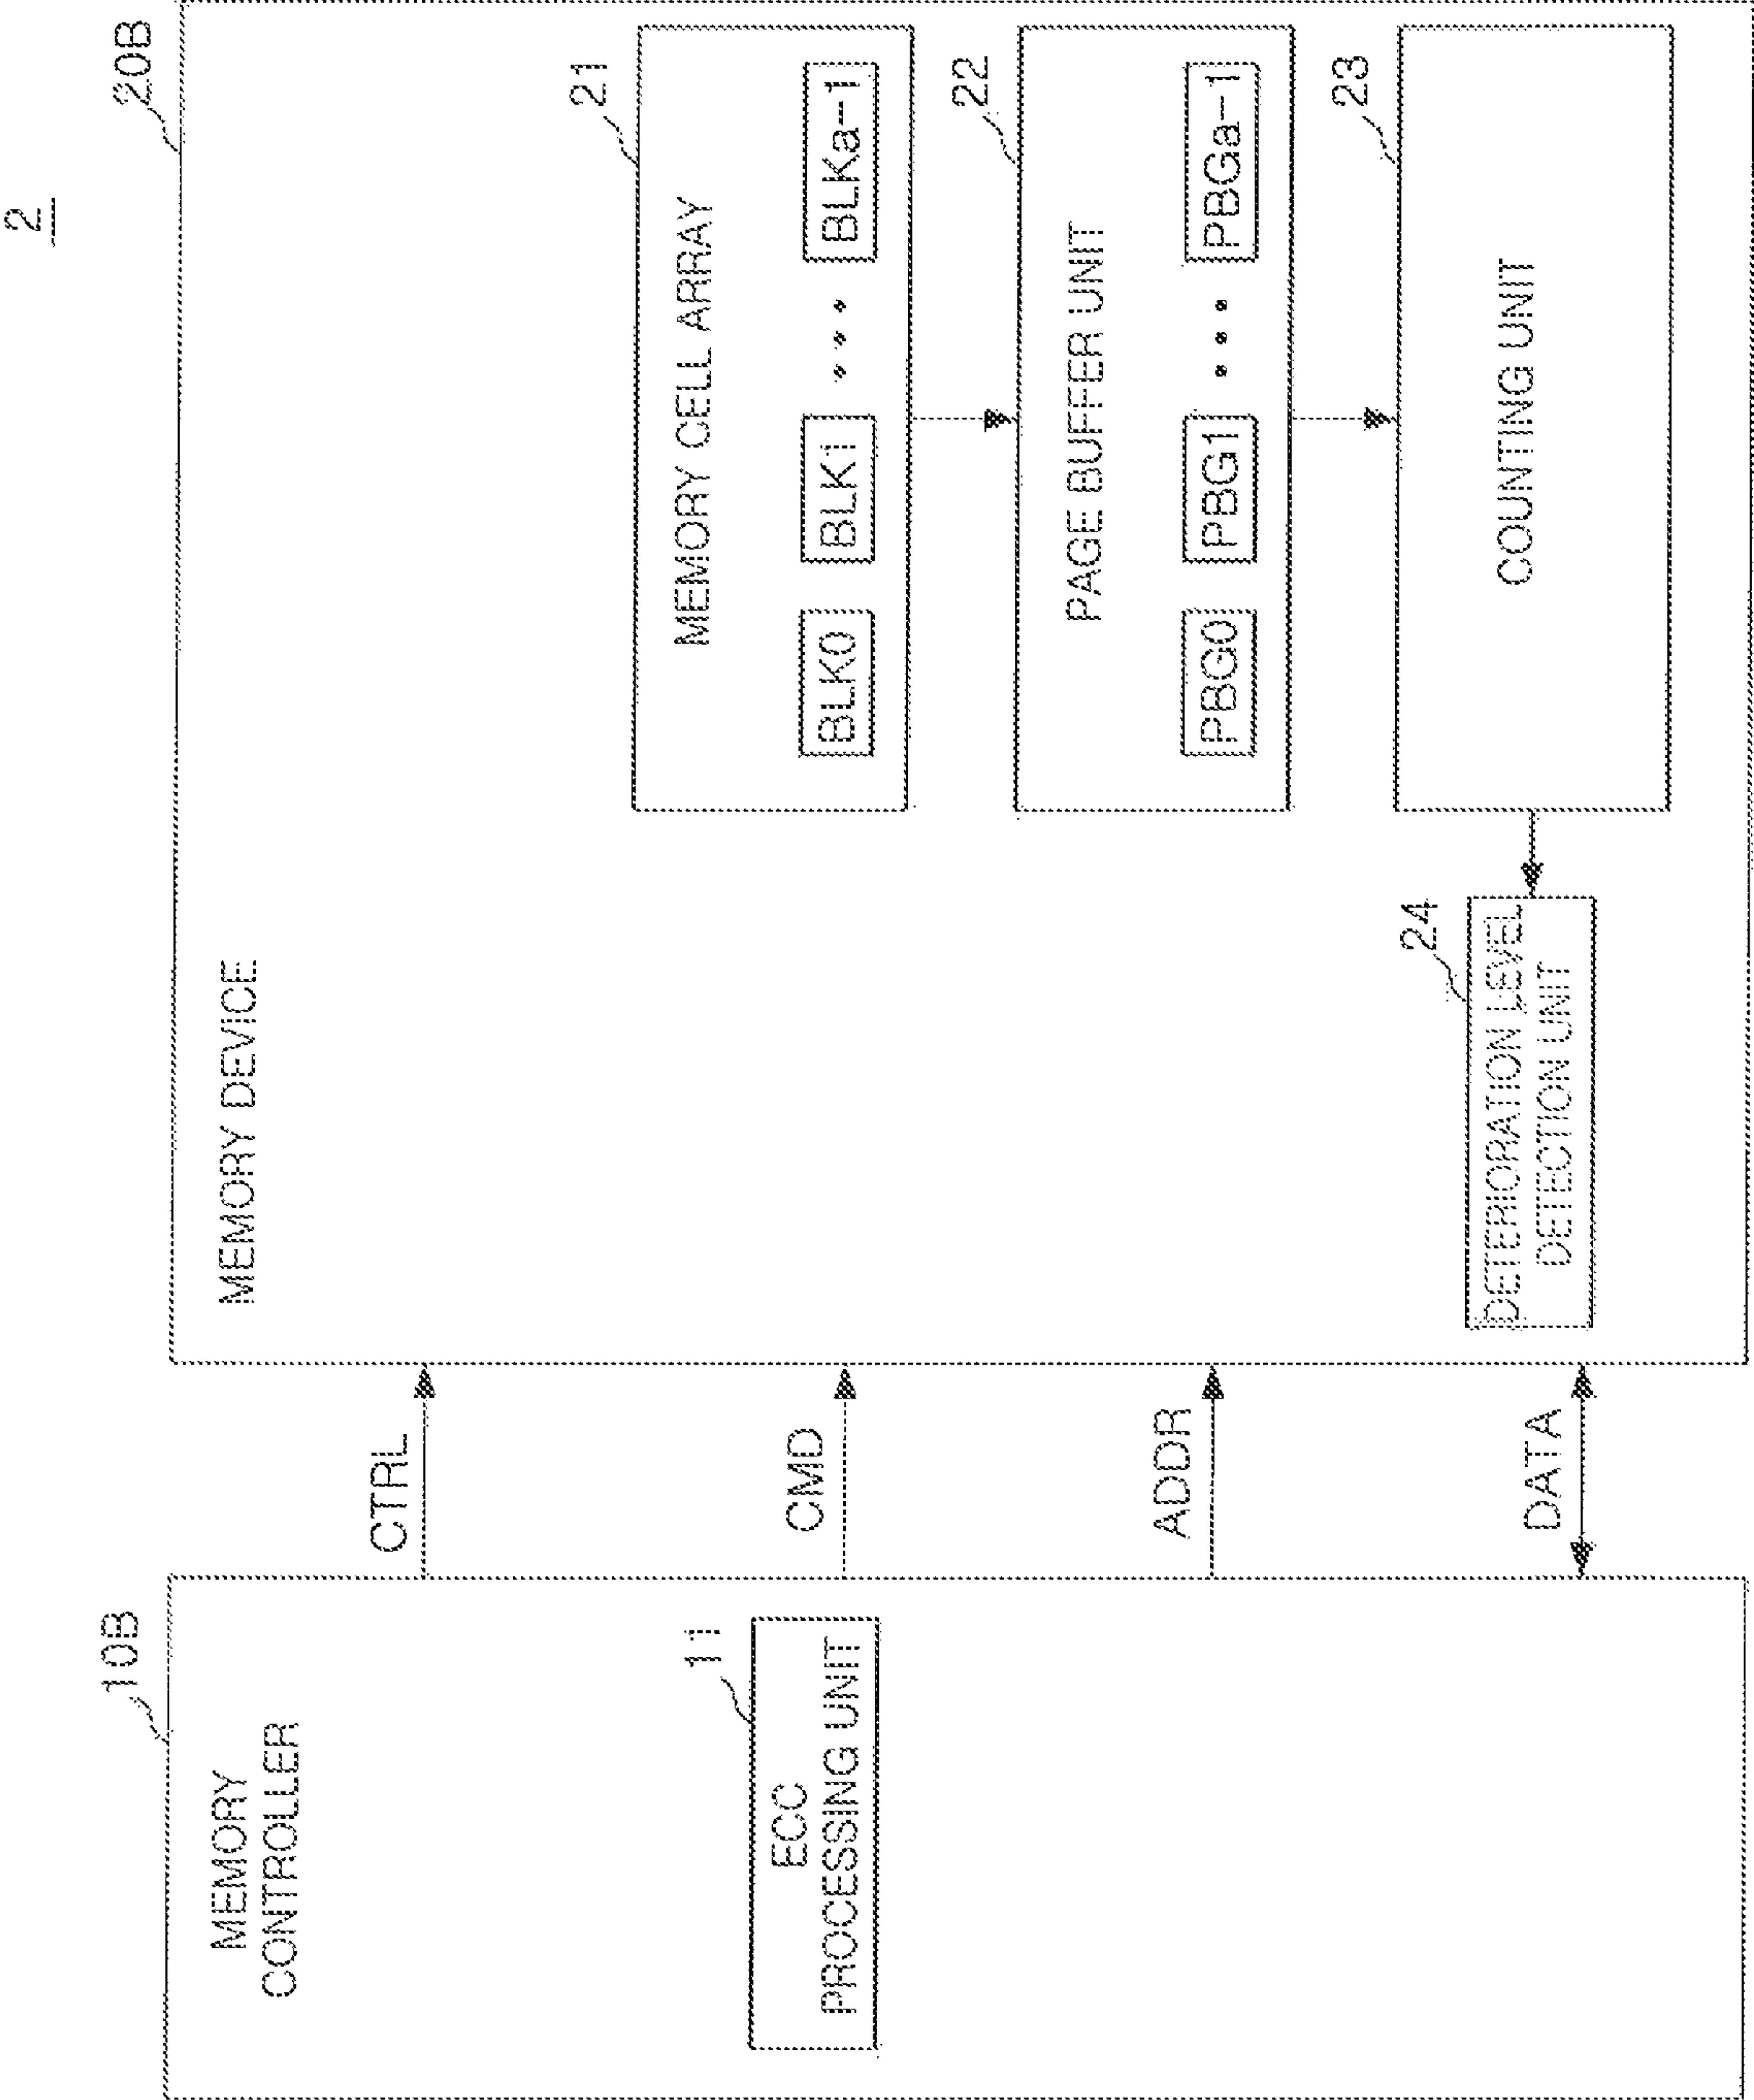 2
10B
20B
MEMORY
CONTROLLER
MEMORY DEVICE
CTRL
21
MEMORY CELL ARRAY
11
ECC
PROCESSING UNIT
CMD
BLK0
BLK1
BLKa-1
22
PAGE BUFFER UNIT
ADDR
PBG0
PBG1
PBGa-1
23
24
DETERIORATION LEVEL
DETECTION UNIT
COUNTING UNIT
DATA